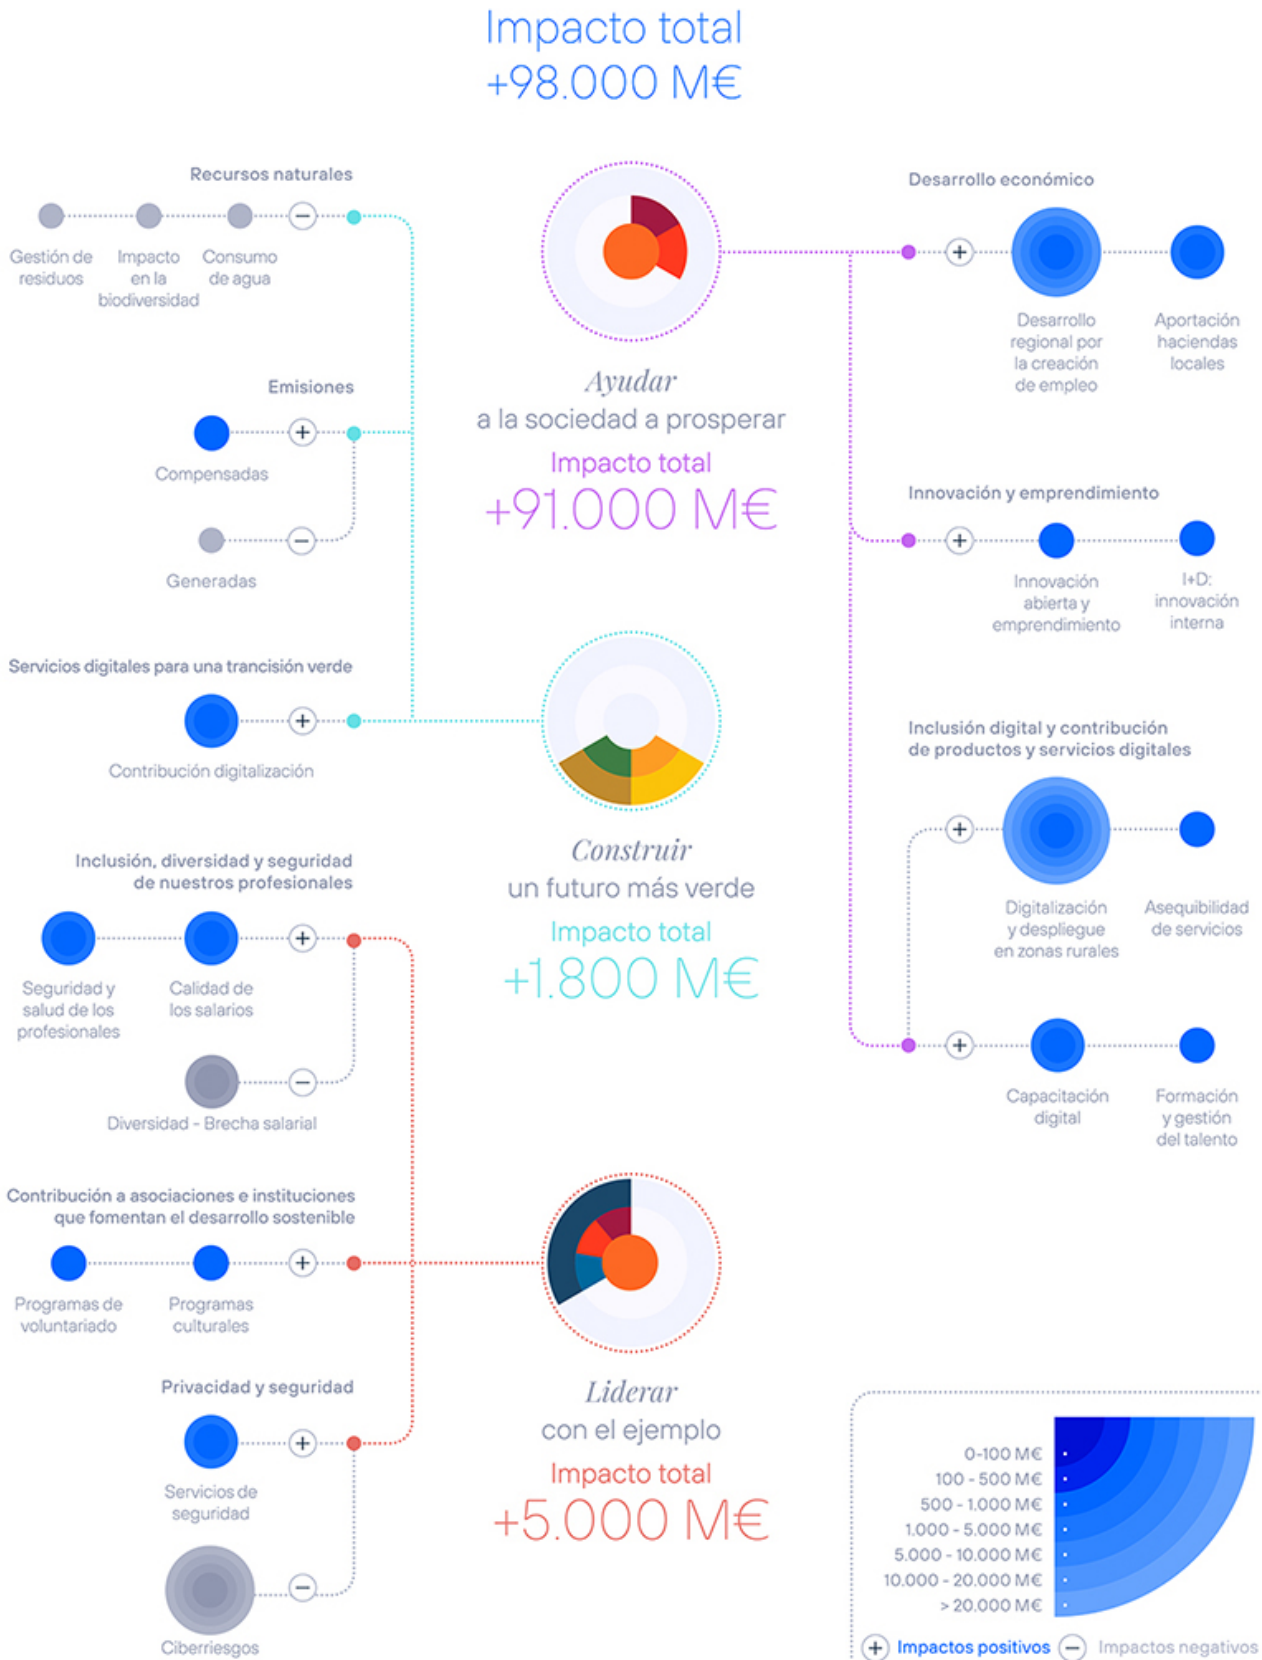 Impacto total
+98.000 M€
Recursos naturales
Gestión de
residuos
Impacto
en la
biodiversidad
Consumo
de agua
Emisiones
Compensadas
Generadas
Servicios digitales para una trancisión verde
Contribución digitalización
Inclusión, diversidad y seguridad
de nuestros profesionales
Seguridad y
salud de los
profesionales
Calidad de
los salarios
Diversidad - Brecha salarial
Contribución a asociaciones e instituciones
que fomentan el desarrollo sostenible
Programas de
voluntariado
Programas
culturales
Privacidad y seguridad
Servicios de
seguridad
Ciberriesgos
Ayudar
a la sociedad a prosperar
Impacto total
+91.000 M€
Construir
un futuro más verde
Impacto total
+1.800 M€
Liderar
con el ejemplo
Impacto total
+5.000 M€
Desarrollo económico
Desarrollo
regional por
la creación
de empleo
Aportación
haciendas
locales
Innovación y emprendimiento
Innovación
abierta y
emprendimiento
I+D:
innovación
interna
Inclusión digital y contribución
de productos y servicios digitales
Digitalización
y despliegue
en zonas rurales
Asequibilidad
de servicios
Capacitación
digital
Formación
y gestión
del talento
0-100 M€
100 - 500 M€
500 - 1.000 M€
1.000 - 5.000 M€
5.000 - 10.000 M€
10.000 - 20.000 M€
> 20.000 M€
+ Impactos positivos − Impactos negativos